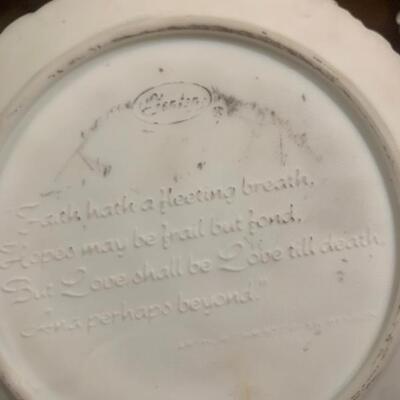 Fenton
Faith hath a fleeting breath,
Hopes may be frail but fond,
But Love shall be Love till death,
And perhaps beyond."